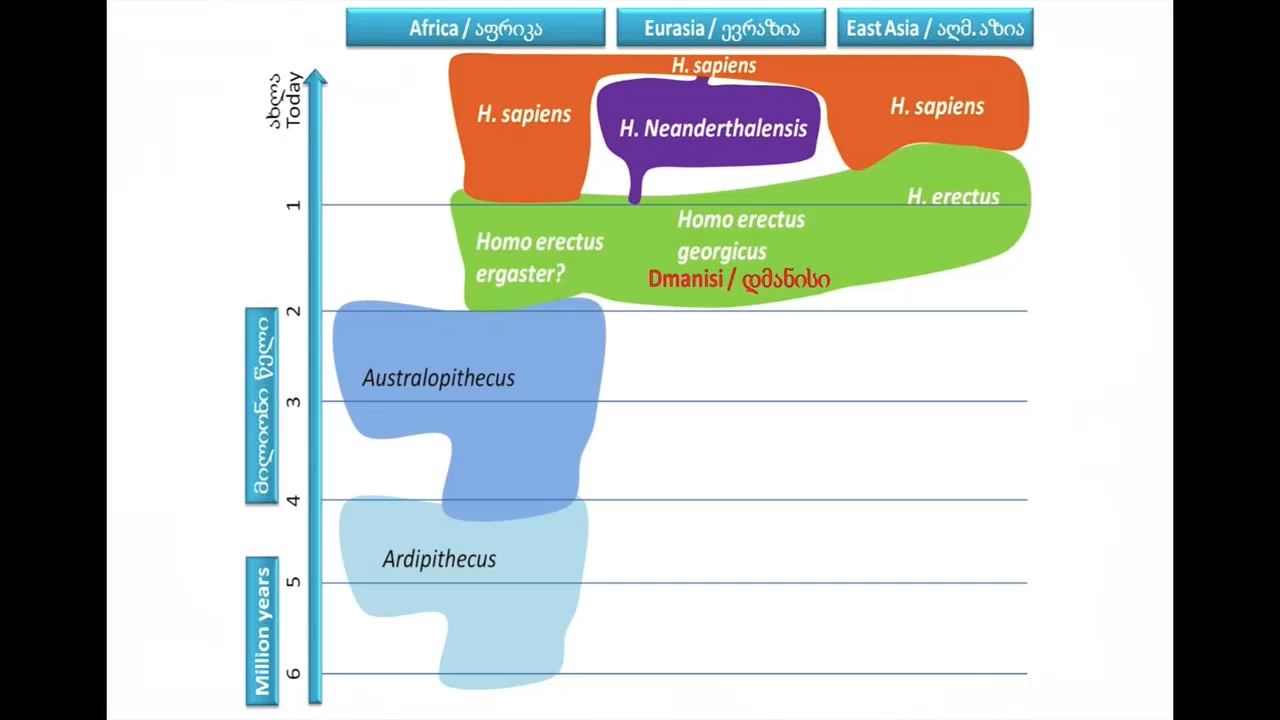 Africa / აფრიკა
Eurasia / ევრაზია
East Asia / აღმ. აზია
ახლა
Today
H. sapiens
H. sapiens
H. Neanderthalensis
H. sapiens
H. erectus
1
Homo erectus
georgicus
Homo erectus
ergaster?
Dmanisi / დმანისი
2
მილიონი წელი
Australopithecus
3
4
Ardipithecus
5
Million years
6